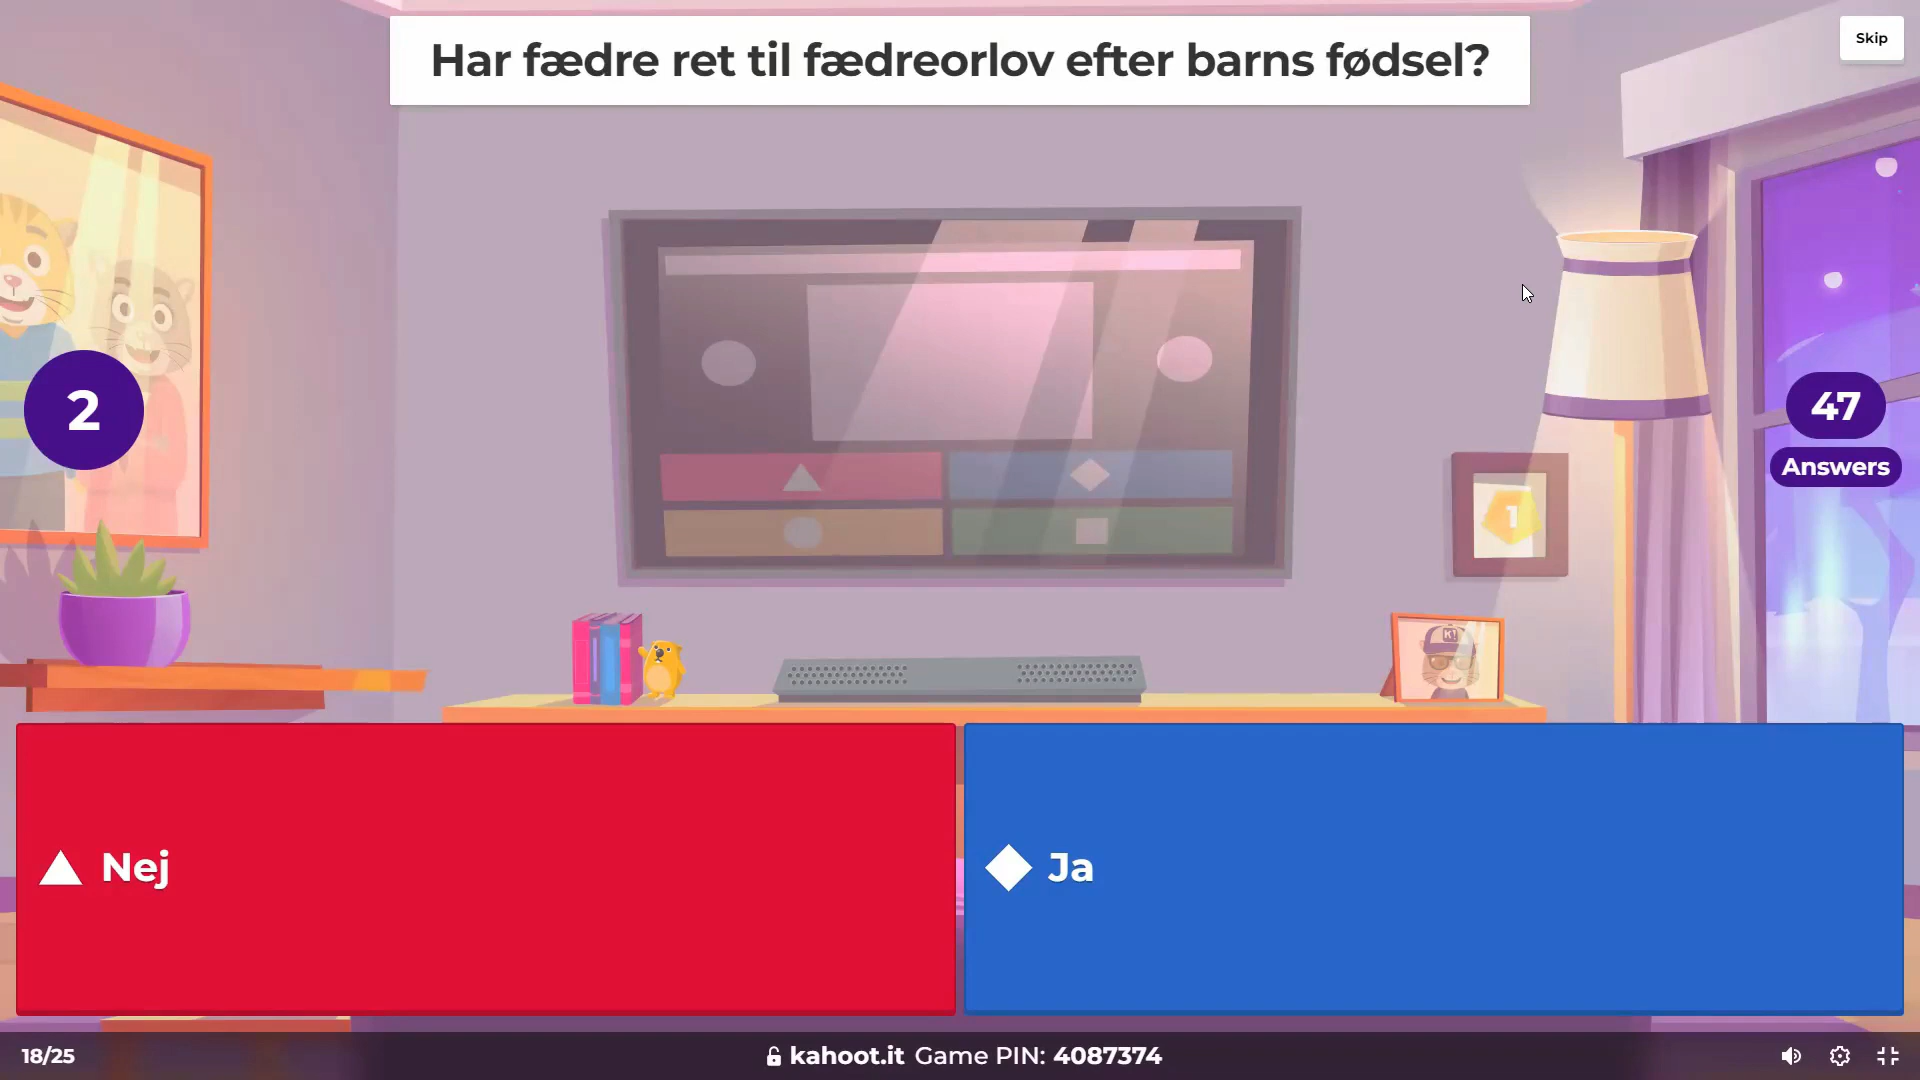 Har fædre ret til fædreorlov efter barns fødsel?
Skip
2
47
Answers
1
K!
Nej
Ja
18/25
kahoot.it Game PIN: 4087374